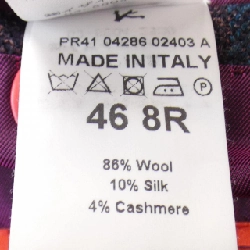 PR41 04286 02403 A
MADE IN ITALY
P
46 8R
86% Wool
10% Silk
4% Cashmere